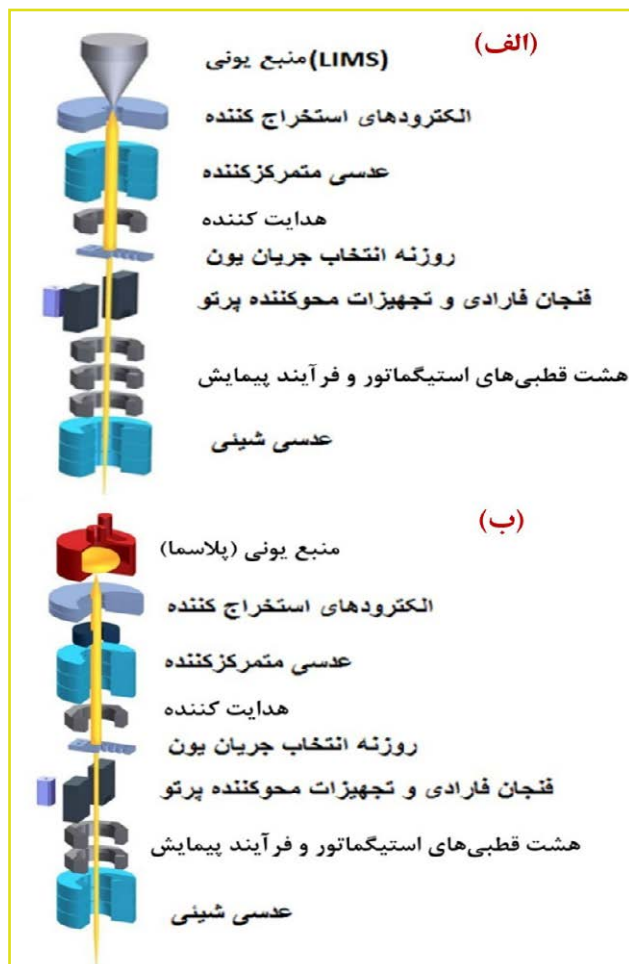 (الف)
منبع یونی (LIMS)
الکترودهای استخراج کننده
عدسی متمرکزکننده
هدایت کننده
روزنه انتخاب جریان یون
فنجان فارادی و تجهیزات محوکننده پرتو
هشت قطبی‌های استیگماتور و فرآیند پیمایش
عدسی شیئی
(ب)
منبع یونی (پلاسما)
الکترودهای استخراج کننده
عدسی متمرکزکننده
هدایت کننده
روزنه انتخاب جریان یون
فنجان فارادی و تجهیزات محوکننده پرتو
هشت قطبی‌های استیگماتور و فرآیند پیمایش
عدسی شیئی